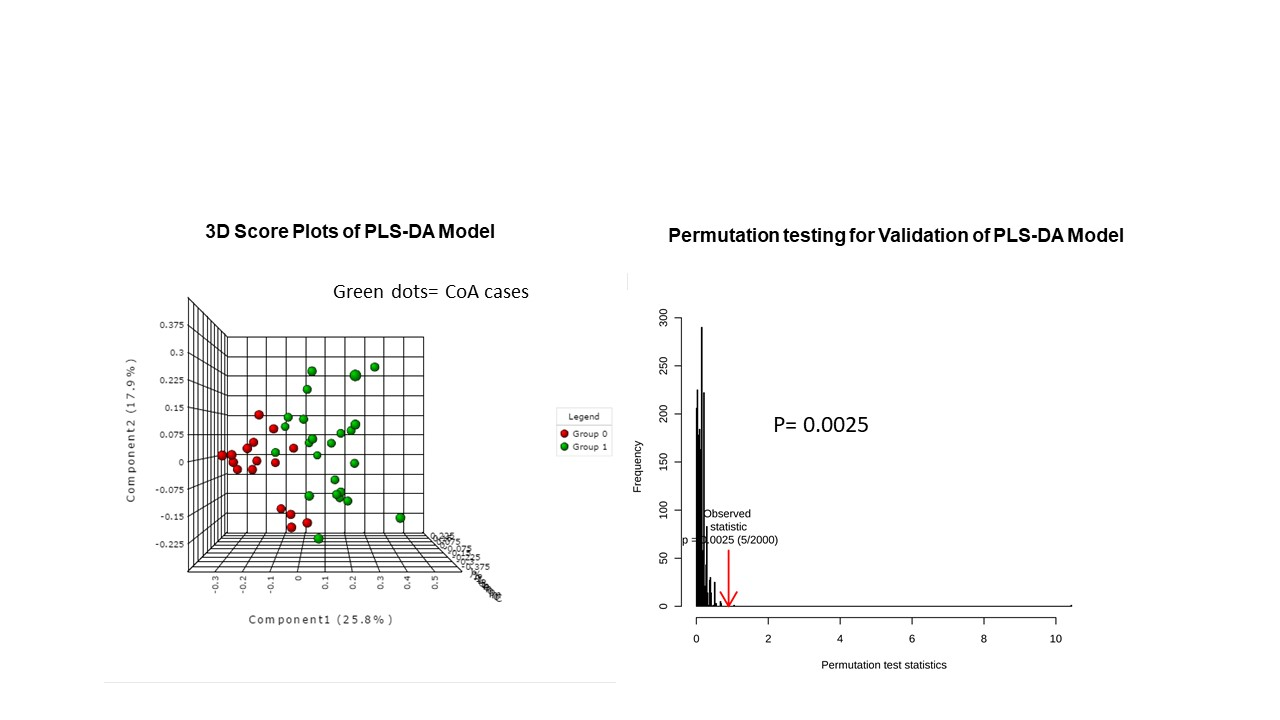 3D Score Plots of PLS-DA Model
Green dots= CoA cases
0.375
0.3
0.225
0.15
0.075
0
-0.075
-0.15
-0.225
Component2 (17.9%)
-0.3
-0.2
-0.1
0
0.1
0.2
0.3
0.4
0.5
Component1 (25.8%)
Legend
Group 0
Group 1
Permutation testing for Validation of PLS-DA Model
P= 0.0025
Observed
statistic
p = 0.0025 (5/2000)
Frequency
300
250
200
150
100
50
0
0
2
4
6
8
10
Permutation test statistics